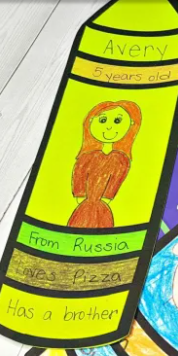 Avery
5 years old
From Russia
Loves Pizza
Has a brother